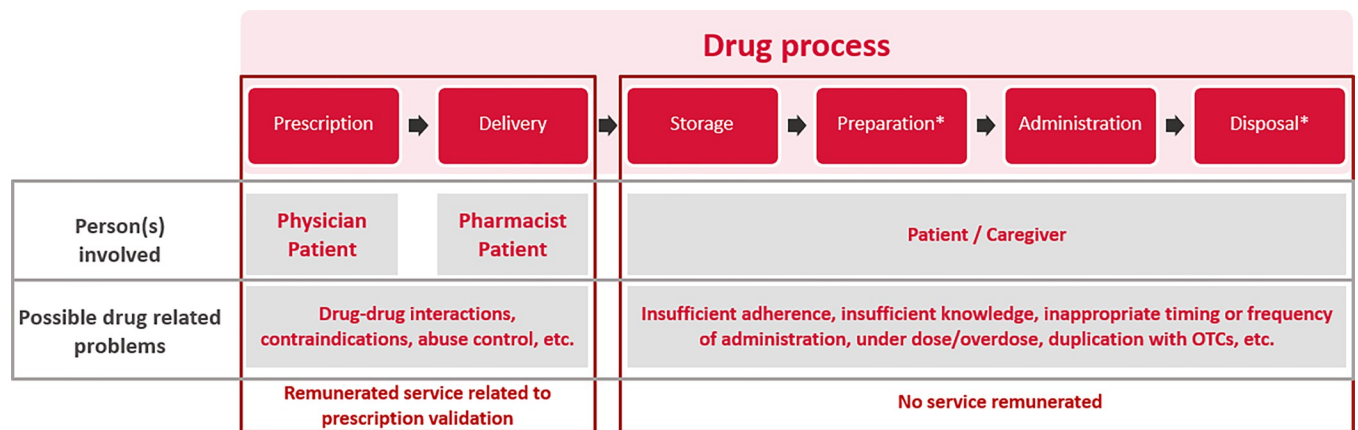 Drug process
Prescription
Delivery
Storage
Preparation*
Administration
Disposal*
Person(s)
involved
Physician
Patient
Pharmacist
Patient
Patient / Caregiver
Possible drug related
problems
Drug-drug interactions,
contraindications, abuse control, etc.
Insufficient adherence, insufficient knowledge, inappropriate timing or frequency
of administration, under dose/overdose, duplication with OTCs, etc.
Remunerated service related to
prescription validation
No service remunerated